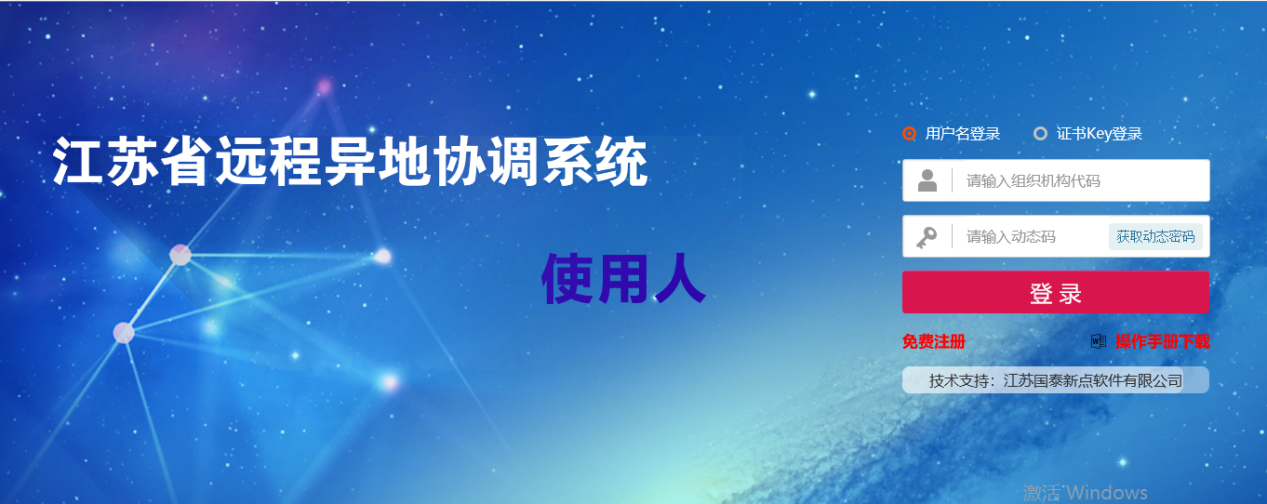 江苏省远程异地协调系统
使用人
用户名登录 证书Key登录
请输入组织机构代码
请输入动态码 获取动态密码
登录
免费注册 操作手册下载
技术支持：江苏国泰新点软件有限公司
激活 Windows